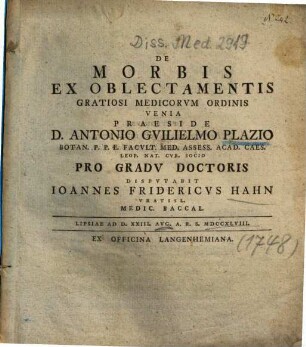 Diss. Med. 2917
DE
MORBIS
EX OBLECTAMENTIS
GRATIOSI MEDICORVM ORDINIS
VENIA
PRAESIDE
D. ANTONIO GVILIELMO PLAZIO
BOTAN. P. P. E. FACVLT. MED. ASSESS. ACAD. CAES.
LEOP. NAT. CVR. SOCIO
PRO GRADV DOCTORIS
DISPVTABIT
IOANNES FRIDERICVS HAHN
VRATISL.
MEDIC. BACCAL.
LIPSIAE AD D. XXIII. AVG. A. R. S. MDCCXLVIII.
(1748)
EX OFFICINA LANGENHEMIANA.